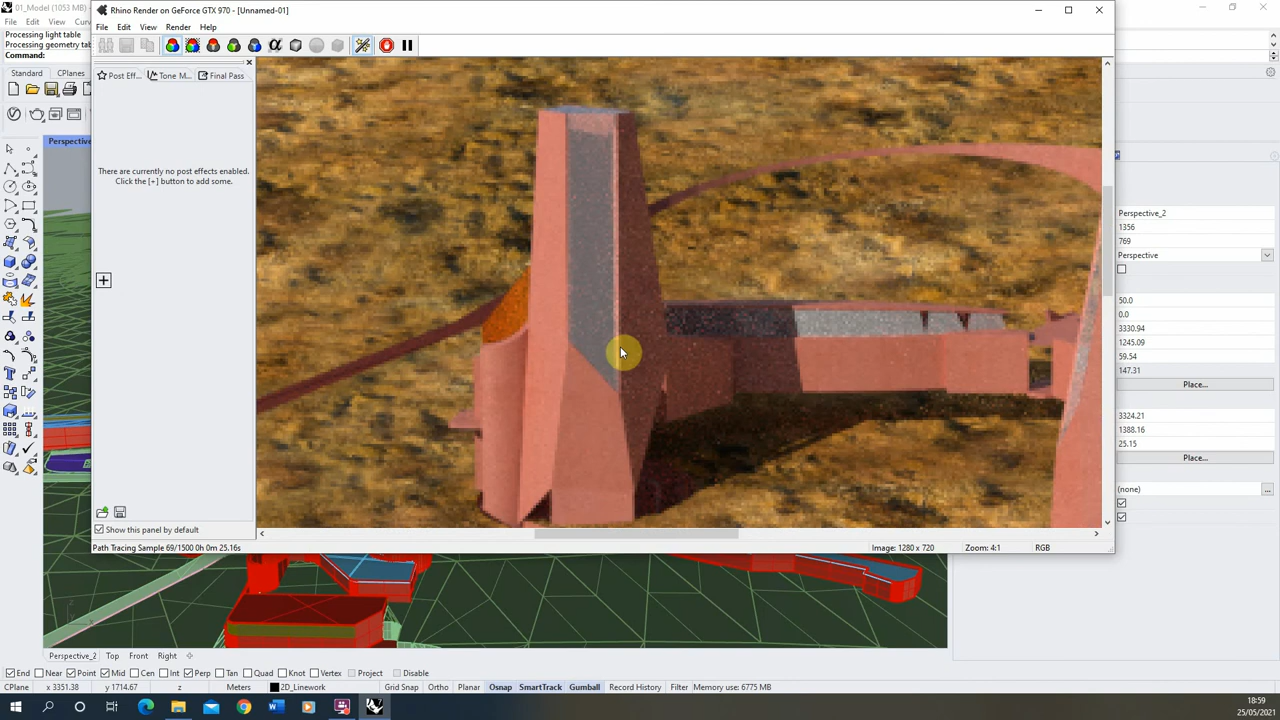 01_Model (1053 MB)
File Edit View Cur
Processing light table
Processing geometry tab
Command:
Standard CPlanes
Perspective
Rhino Render on GeForce GTX 970 - [Unnamed-01]
File Edit View Render Help
Post Eff... Tone M... Final Pass
There are currently no post effects enabled.
Click the [+] button to add some.
Show this panel by default
Path Tracing Sample 69/1500 0h 0m 25.16s
Image: 1280 x 720 Zoom: 4:1 RGB
Perspective_2
1356
769
Perspective
50.0
0.0
3330.94
1245.09
59.54
147.31
Place...
3324.21
1388.16
25.15
Place...
(none)
...
Perspective_2 Top Front Right
End Near Point Mid Cen Int Perp Tan Quad Knot Vertex Project Disable
CPlane x 3351.38 y 1714.67 z Meters 2D_Linework Grid Snap Ortho Planar Osnap SmartTrack Gumball Record History Filter Memory use: 6775 MB
18:59
25/05/2021